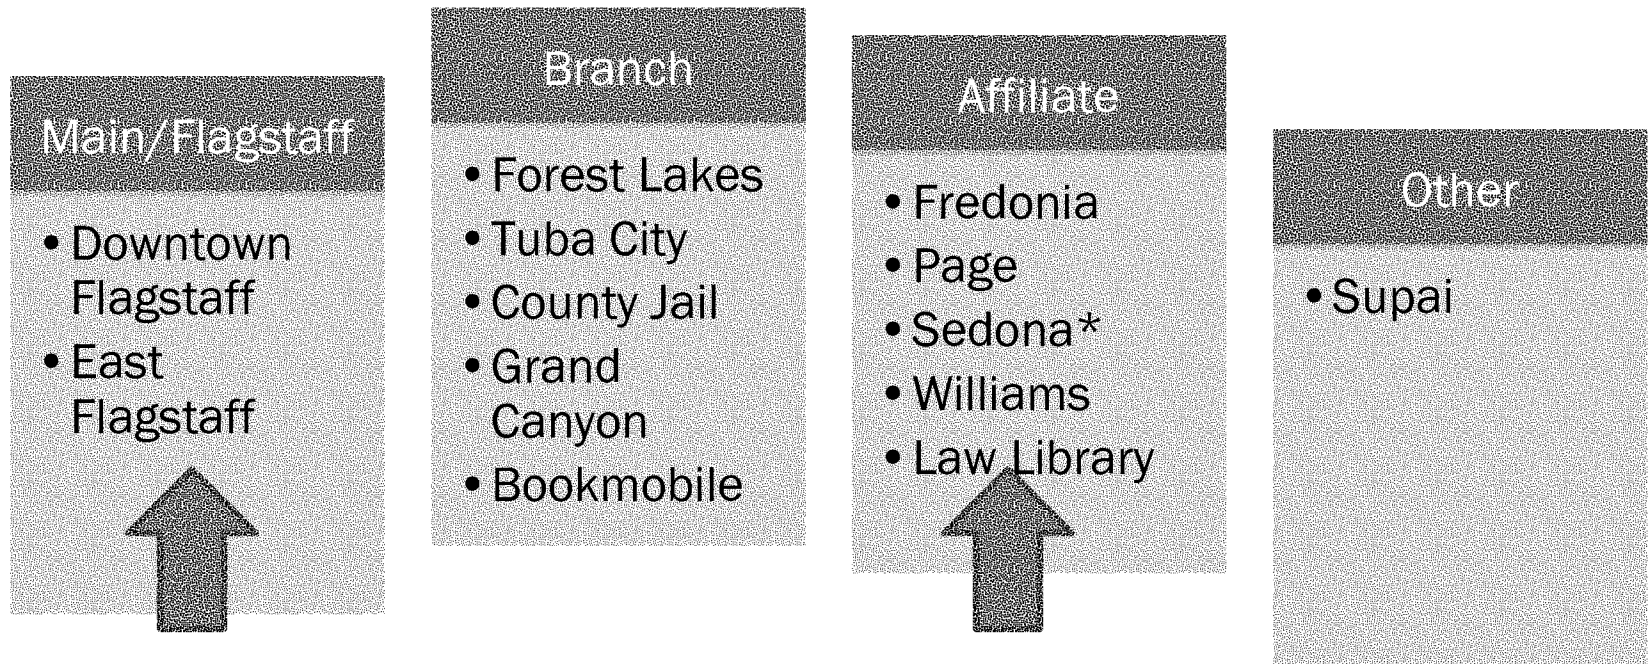 Main/Flagstaff
• Downtown
Flagstaff
• East
Flagstaff
Branch
• Forest Lakes
• Tuba City
• County Jail
• Grand
Canyon
• Bookmobile
Affiliate
• Fredonia
• Page
• Sedona*
• Williams
• Law Library
Other
• Supai